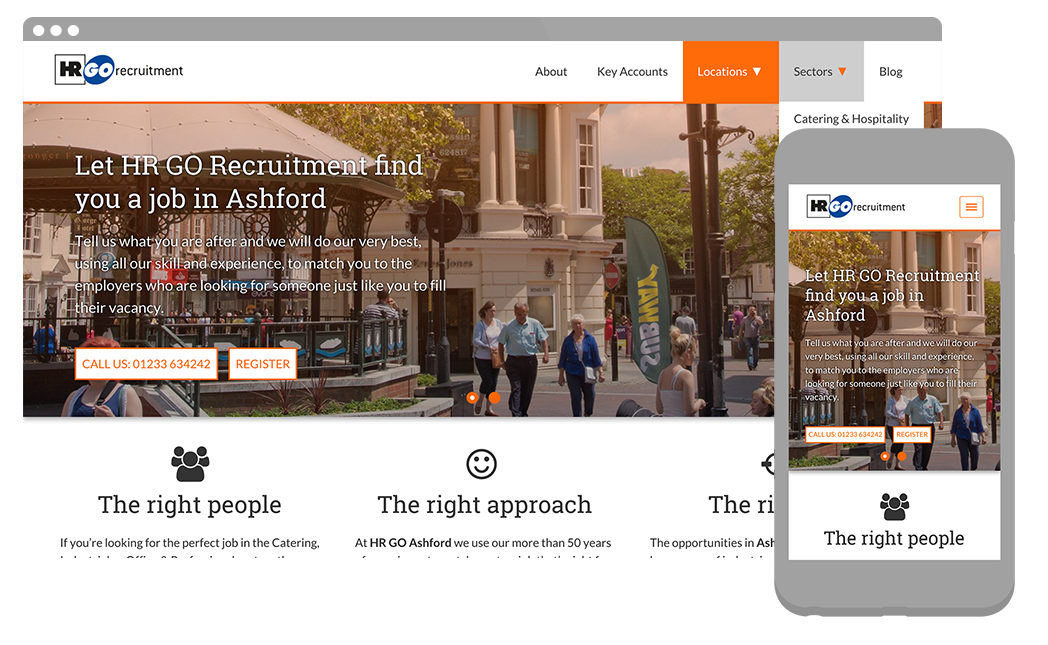 HR GO recruitment
About
Key Accounts
Locations ▼
Sectors ▼
Blog
Catering & Hospitality
624817
Let HR GO Recruitment find
you a job in Ashford
Tell us what you are after and we will do our very best,
using all our skill and experience, to match you to the
employers who are looking for someone just like you to fill
their vacancy.
CALL US: 01233 634242
REGISTER
YAWBUS
The right people
The right approach
The ri
If you’re looking for the perfect job in the Catering,
At HR GO Ashford we use our more than 50 years
The opportunities in Ash
HR GO recruitment
Let HR GO Recruitment
find you a job in
Ashford
Tell us what you are after and we will do our
very best, using all our skill and experience,
to match you to the employers who are
looking for someone just like you to fill their
vacancy.
CALL US: 01233 634242
REGISTER
The right people